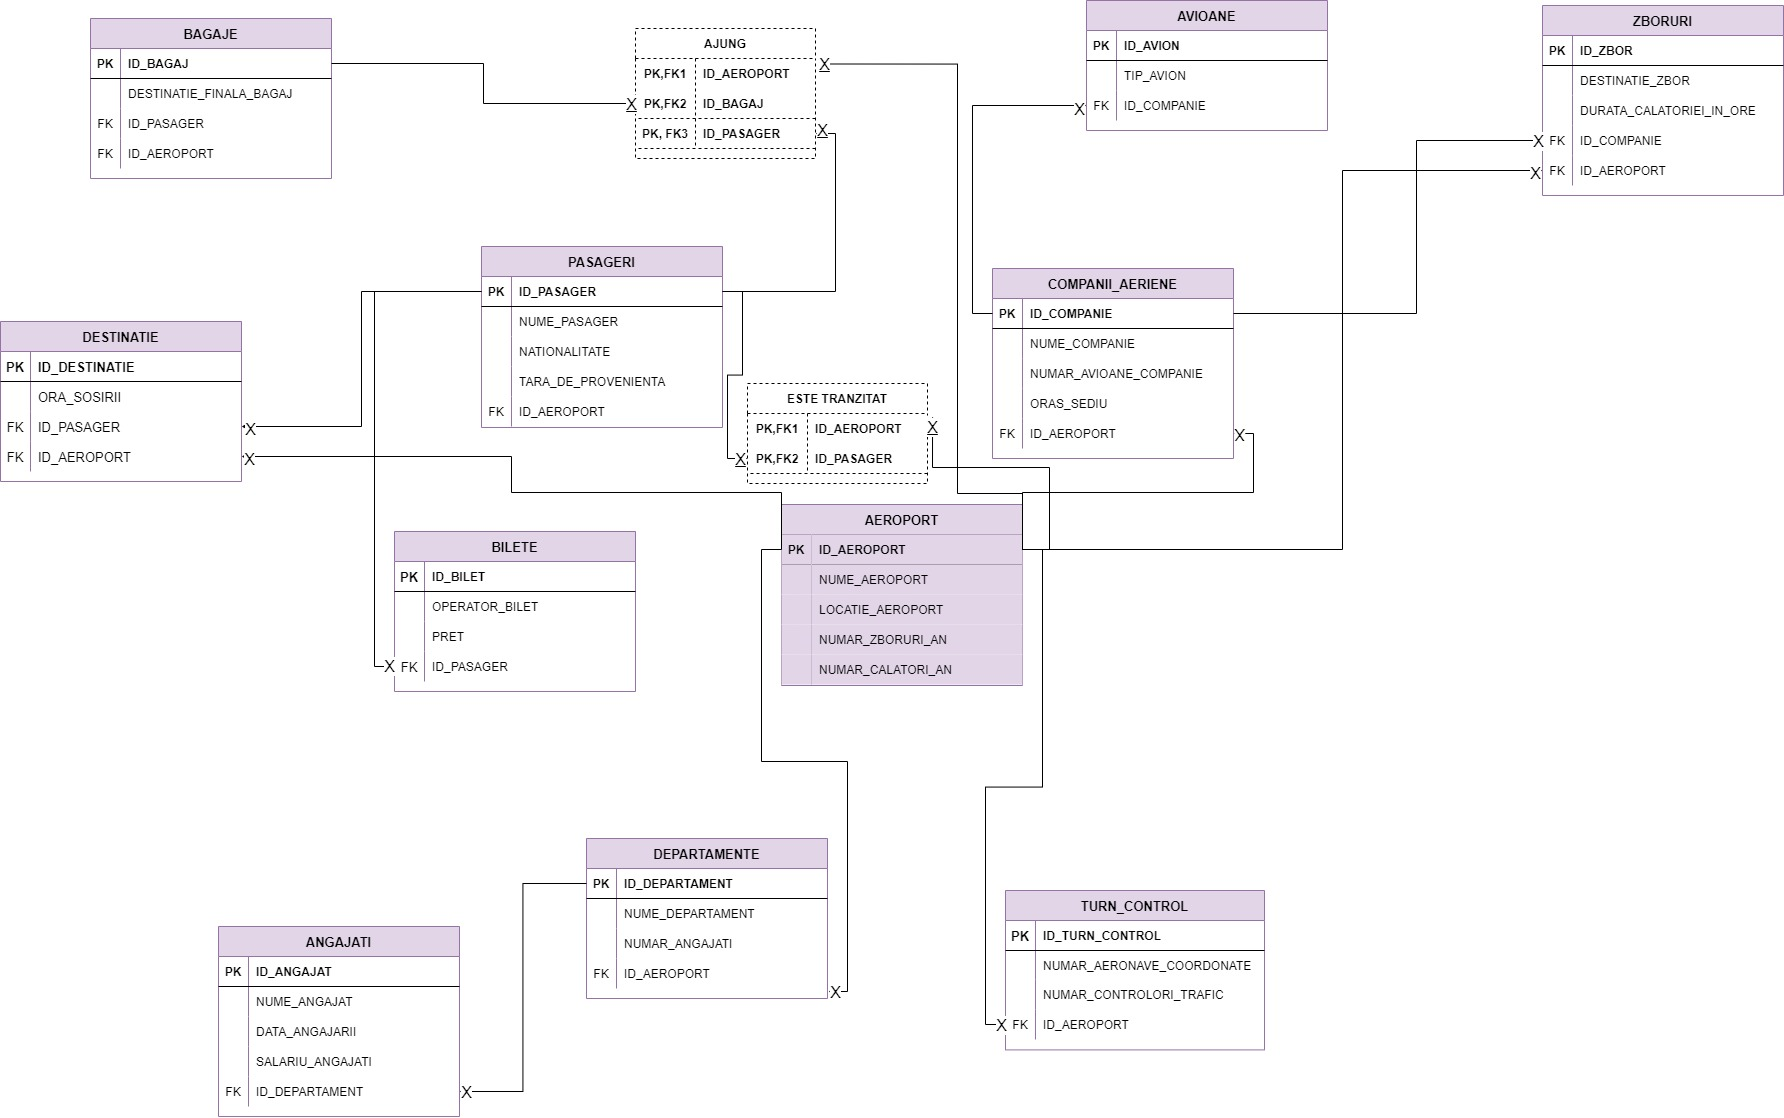 BAGAJE
PK ID_BAGAJ
DESTINATIE_FINALA_BAGAJ
FK ID_PASAGER
FK ID_AEROPORT
AJUNG
PK,FK1 ID_AEROPORT
PK,FK2 ID_BAGAJ
PK, FK3 ID_PASAGER
X
X
X
AVIOANE
PK ID_AVION
TIP_AVION
X FK ID_COMPANIE
ZBORURI
PK ID_ZBOR
DESTINATIE_ZBOR
DURATA_CALATORIEI_IN_ORE
X FK ID_COMPANIE
X FK ID_AEROPORT
PASAGERI
PK ID_PASAGER
NUME_PASAGER
NATIONALITATE
TARA_DE_PROVENIENTA
FK ID_AEROPORT
COMPANII_AERIENE
PK ID_COMPANIE
NUME_COMPANIE
NUMAR_AVIOANE_COMPANIE
ORAS_SEDIU
FK ID_AEROPORT X
DESTINATIE
PK ID_DESTINATIE
ORA_SOSIRII
FK ID_PASAGER X
FK ID_AEROPORT X
ESTE TRANZITAT
PK,FK1 ID_AEROPORT X
X PK,FK2 ID_PASAGER
BILETE
PK ID_BILET
OPERATOR_BILET
PRET
X FK ID_PASAGER
AEROPORT
PK ID_AEROPORT
NUME_AEROPORT
LOCATIE_AEROPORT
NUMAR_ZBORURI_AN
NUMAR_CALATORI_AN
DEPARTAMENTE
PK ID_DEPARTAMENT
NUME_DEPARTAMENT
NUMAR_ANGAJATI
FK ID_AEROPORT
X
TURN_CONTROL
PK ID_TURN_CONTROL
NUMAR_AERONAVE_COORDONATE
NUMAR_CONTROLORI_TRAFIC
X FK ID_AEROPORT
ANGAJATI
PK ID_ANGAJAT
NUME_ANGAJAT
DATA_ANGAJARII
SALARIU_ANGAJATI
FK ID_DEPARTAMENT X